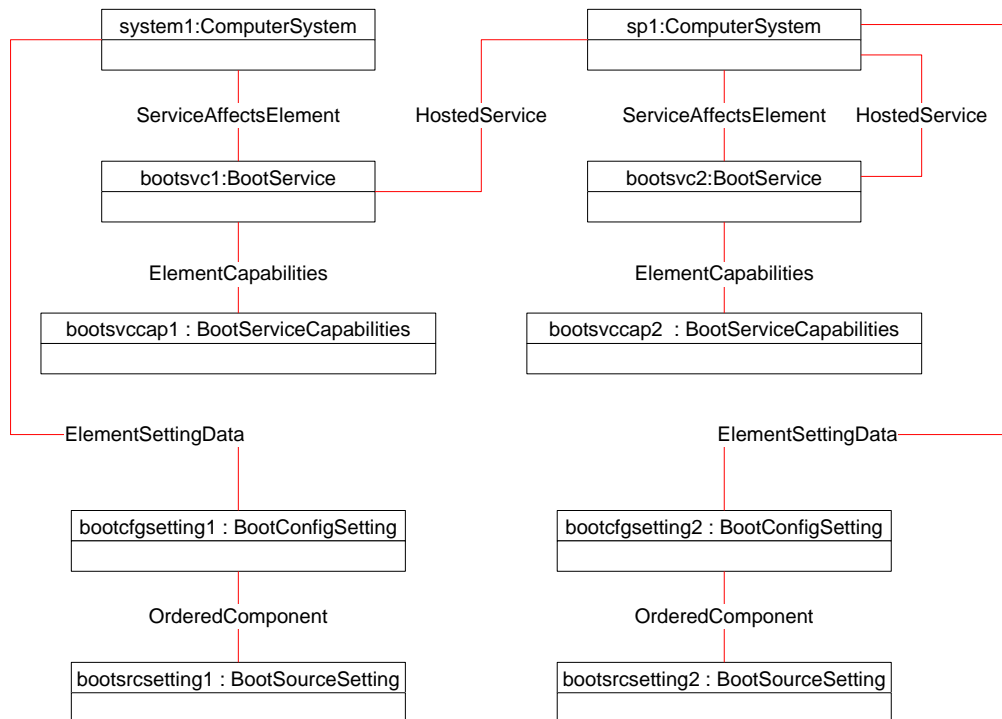 system1:ComputerSystem
sp1:ComputerSystem
ServiceAffectsElement
HostedService
ServiceAffectsElement
HostedService
bootsvc1:BootService
bootsvc2:BootService
ElementCapabilities
ElementCapabilities
bootsvccap1 : BootServiceCapabilities
bootsvccap2 : BootServiceCapabilities
ElementSettingData
ElementSettingData
bootcfgsetting1 : BootConfigSetting
bootcfgsetting2 : BootConfigSetting
OrderedComponent
OrderedComponent
bootsrcsetting1 : BootSourceSetting
bootsrcsetting2 : BootSourceSetting